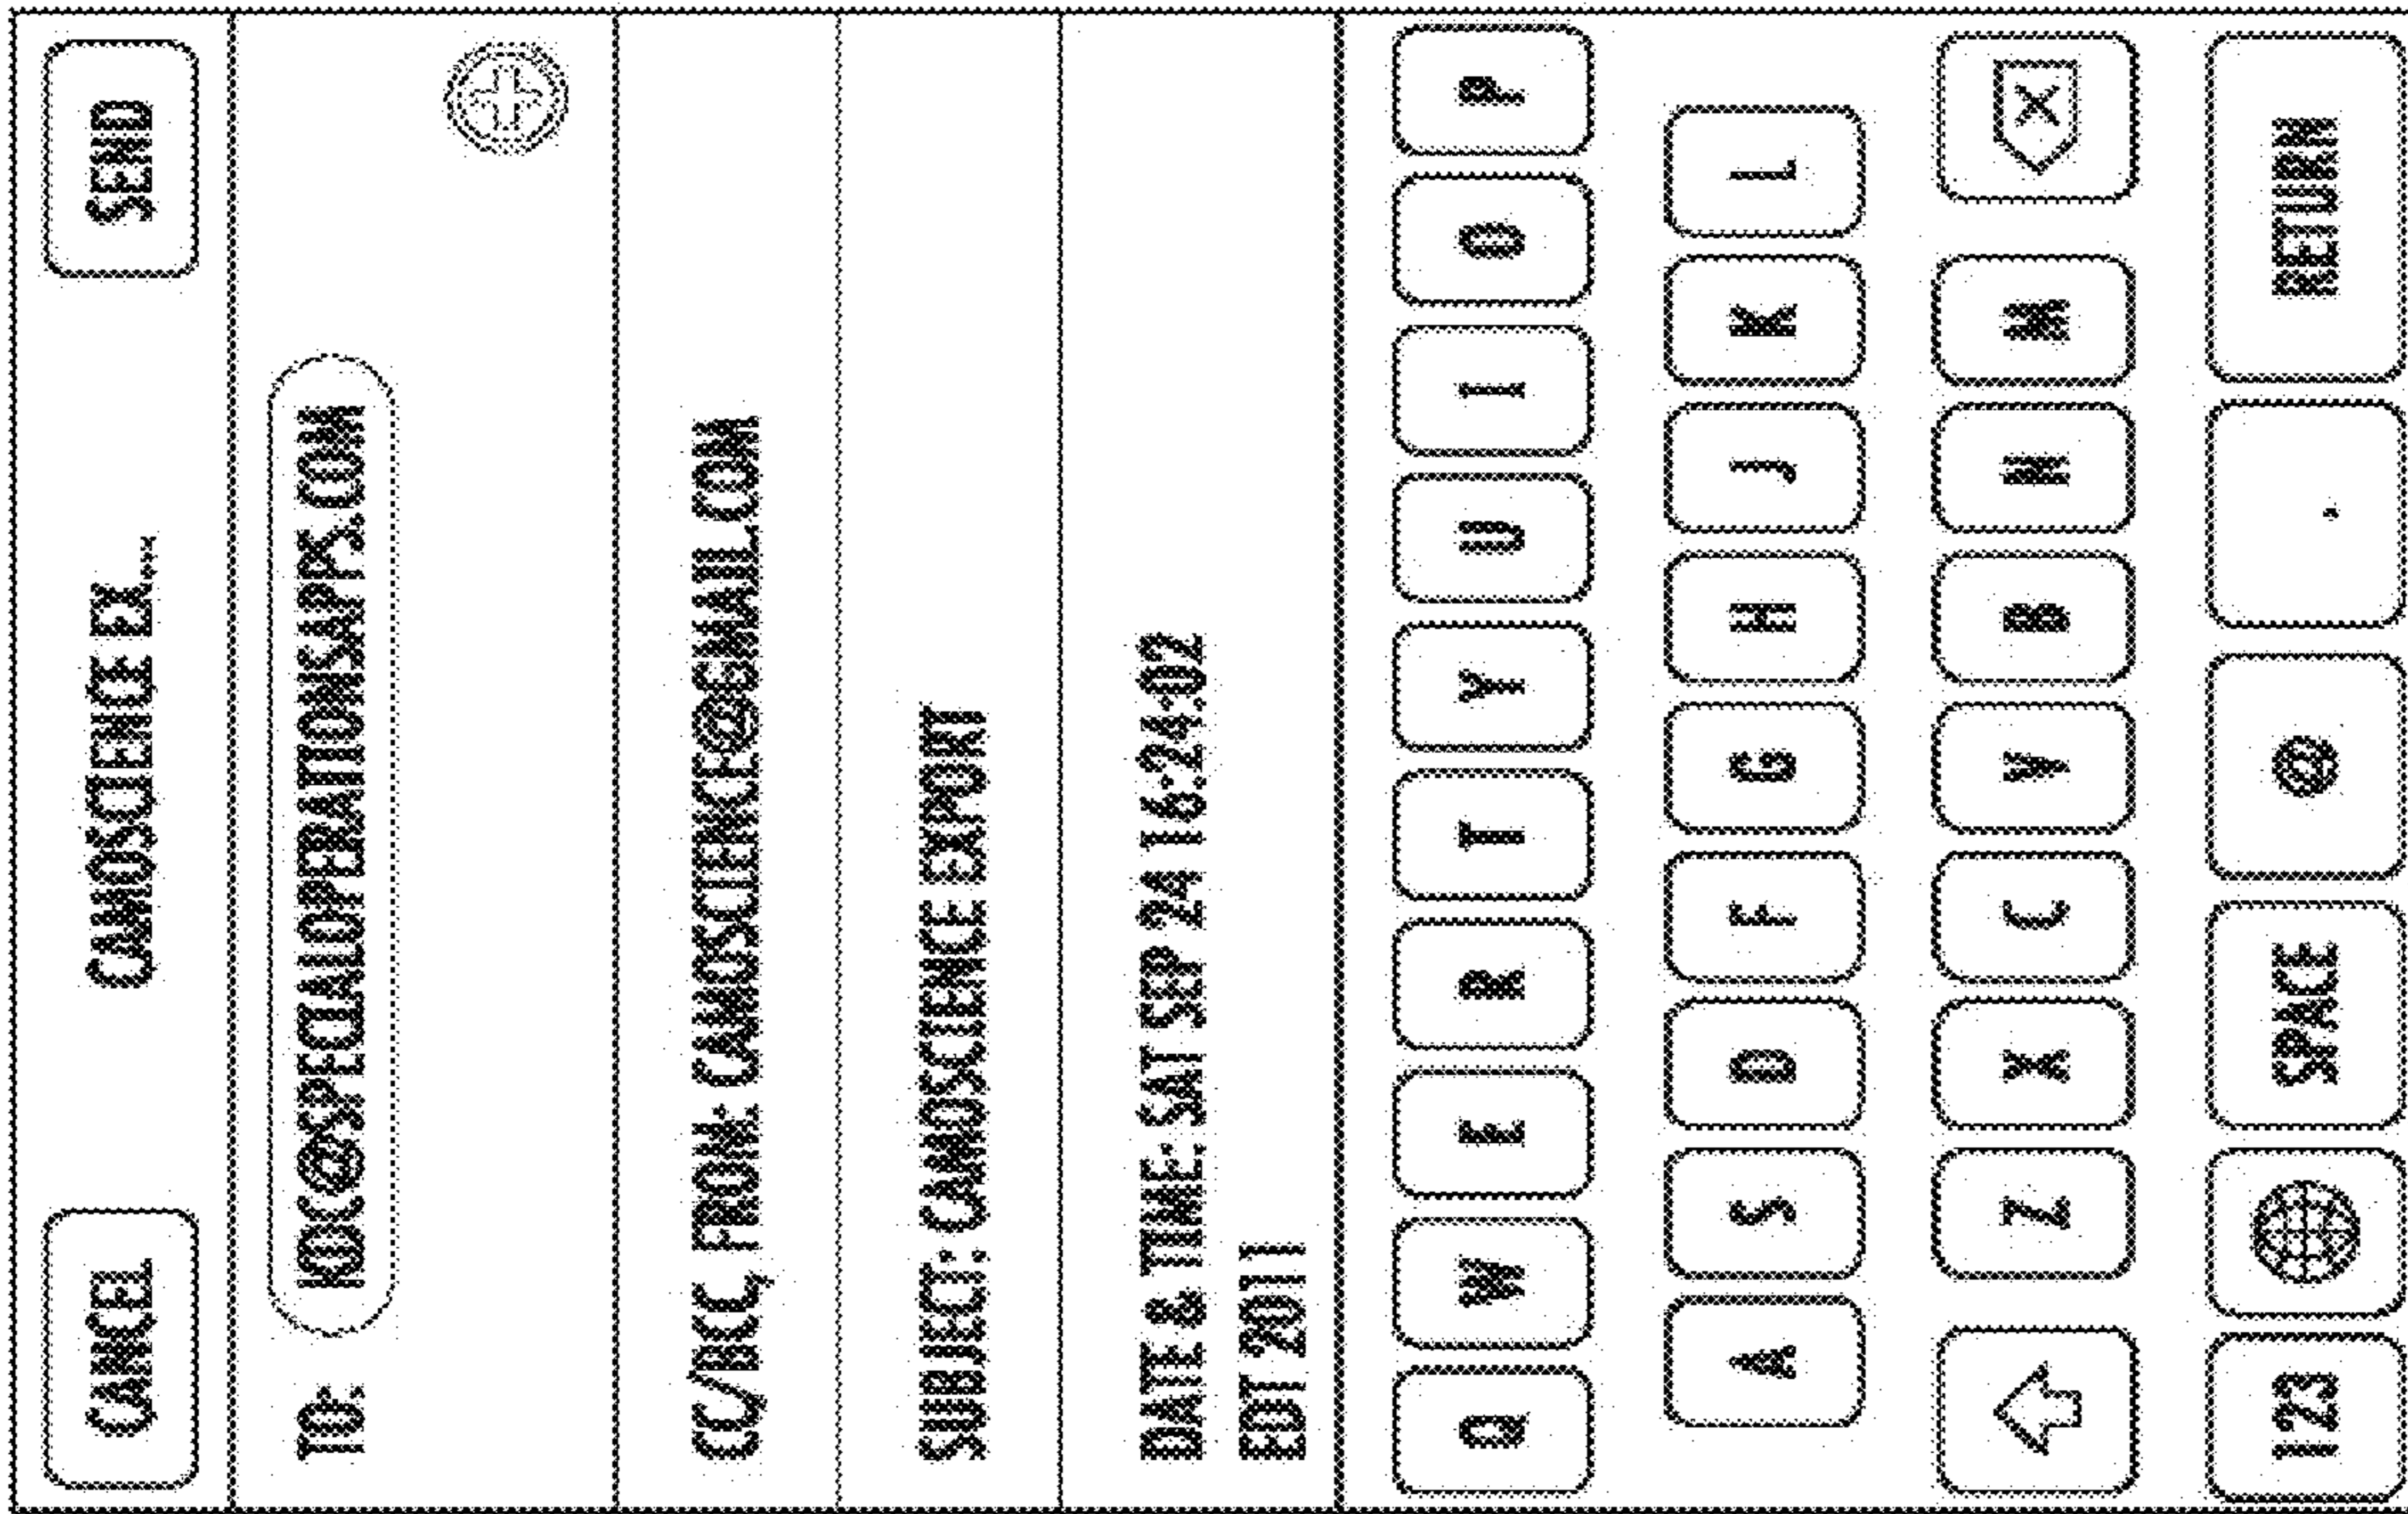 CANCEL CAMOSCIENCE EX... SEND
TO: KDC@SPECIALOPERATIONSAPPS.COM
CC/BCC, FROM: CAMOSCIENCE@GMAIL.COM
SUBJECT: CAMOSCIENCE EXPORT
DATE & TIME: SAT SEP 24 16:24:02
EDT 2011
Q W E R T Y U I O P
A S D F G H J K L
Z X C V B N M
123 SPACE @ . RETURN